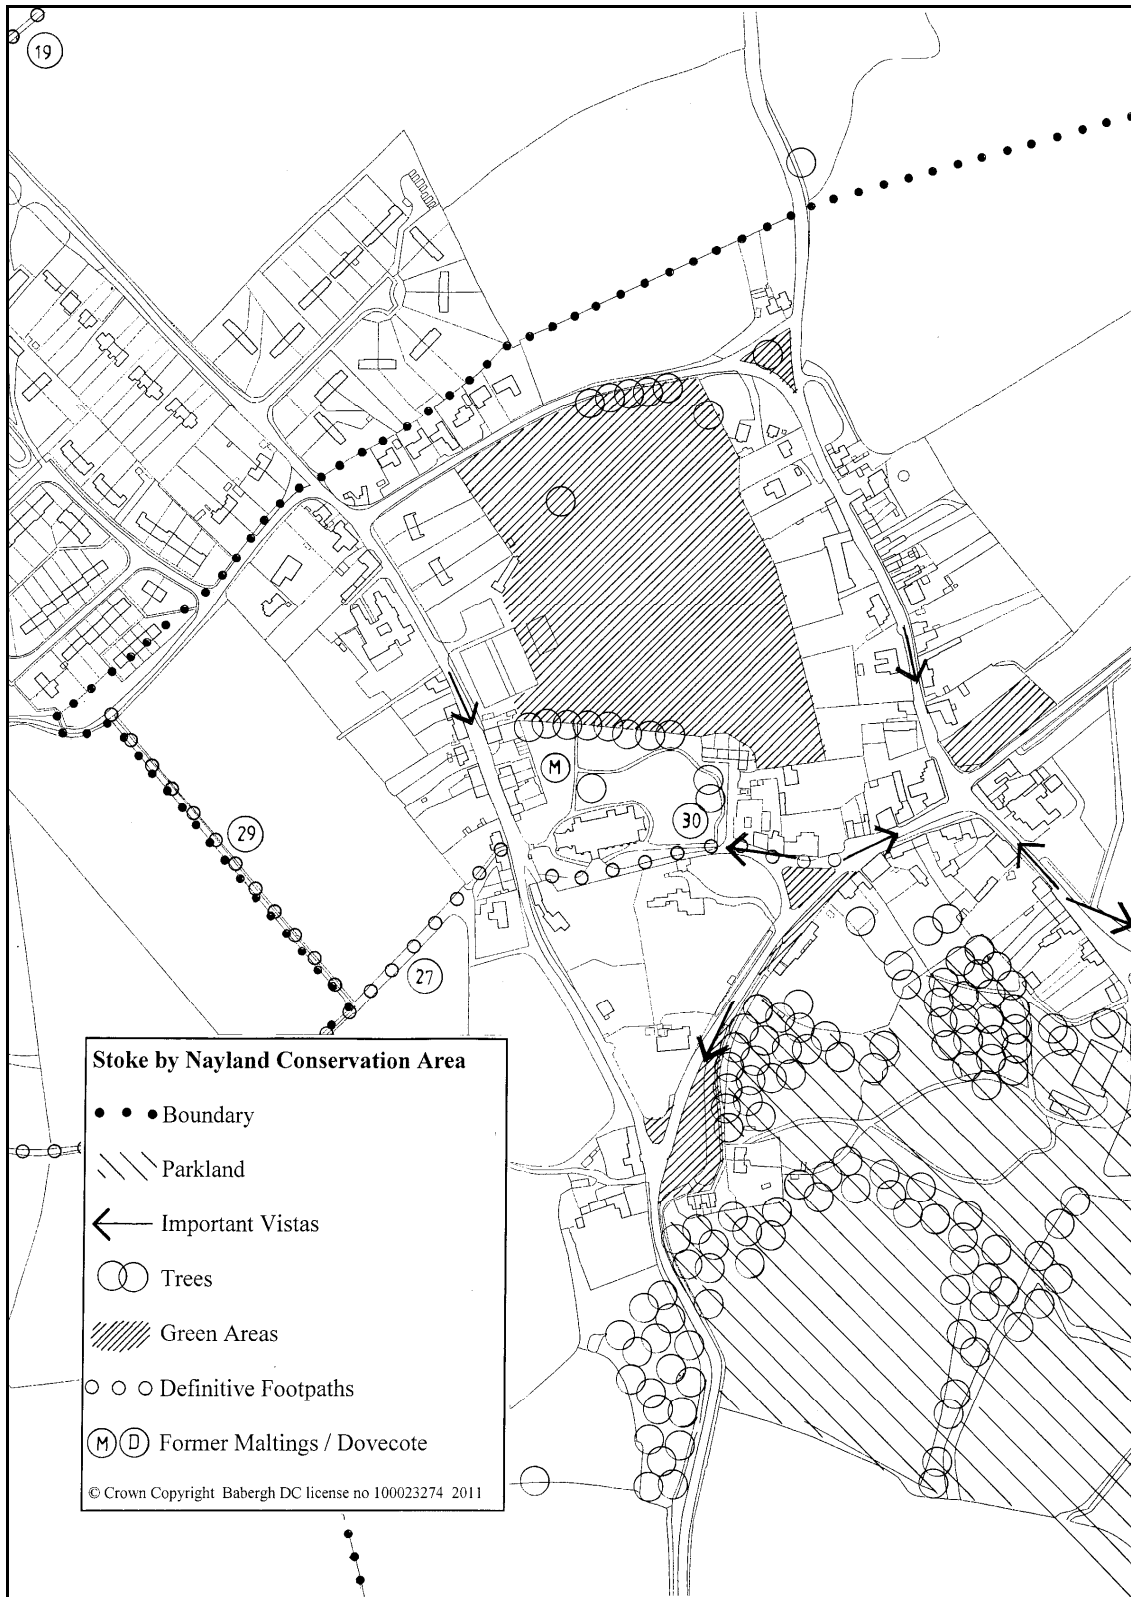 19
M
30
29
27
Stoke by Nayland Conservation Area
Boundary
Parkland
Important Vistas
Trees
Green Areas
Definitive Footpaths
M D Former Maltings / Dovecote
© Crown Copyright Babergh DC license no 100023274 2011